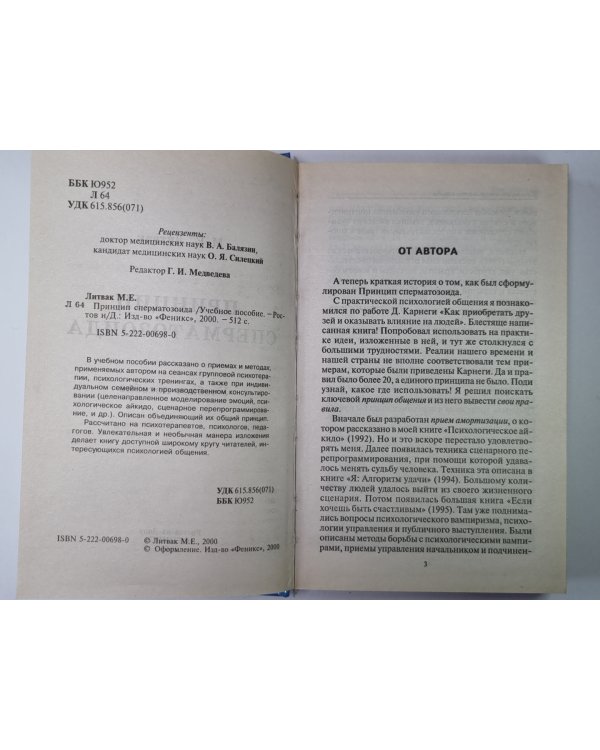 ББК Ю952
Л 64
УДК 615.856(071)
Рецензенты:
доктор медицинских наук В. А. Балязин,
кандидат медицинских наук О. Я. Силецкий
Редактор Г. И. Медведева
Литвак М.Е.
Л 64 Принцип сперматозоида /Учебное пособие. – Рос-
тов н/Д.: Изд-во «Феникс», 2000. – 512 с.
ISBN 5-222-00698-0
В учебном пособии рассказано о приемах и методах,
применяемых автором на сеансах групповой психотера-
пии, психологических тренингах, а также при индиви-
дуальном семейном и производственном консультиро-
вании (целенаправленное моделирование эмоций, пси-
хологическое айкидо, сценарное перепрограммирова-
ние, и др.). Описан объединяющий их общий принцип.
Рассчитано на психотерапевтов, психологов, педа-
гогов. Увлекательная и необычная манера изложения
делает книгу доступной широкому кругу читателей, ин-
тересующихся психологией общения.
УДК 615.856(071)
ББК Ю952
ISBN 5-222-00698-0
© Литвак М.Е., 2000
© Оформление. Изд-во «Феникс», 2000
ОТ АВТОРА
А теперь краткая история о том, как был сформу-
лирован Принцип сперматозоида.
С практической психологией общения я познако-
мился по работе Д. Карнеги «Как приобретать друзей
и оказывать влияние на людей». Блестяще напи-
санная книга! Попробовал использовать на практи-
ке идеи, изложенные в ней, и тут же столкнулся с
большими трудностями. Реалии нашего времени и
нашей страны не вполне соответствовали тем при-
мерам, которые были приведены Карнеги. Да и пра-
вил было более 20, а единого принципа не было. Поди
узнай, какое где использовать! Я решил поискать
ключевой принцип общения и из него вывести свои пра-
вила.
Вначале был разработан прием амортизации, о ко-
тором рассказано в моей книге «Психологическое ай-
кидо» (1992). Но и это вскоре перестало удовлетво-
рять меня. Далее появилась техника сценарного пе-
репрограммирования, при помощи которой удава-
лось менять судьбу человека. Техника эта описана в
книге «Я: Алгоритм удачи» (1994). Большому коли-
честву людей удалось выйти из своего жизненного
сценария. Потом появилась большая книга «Если
хочешь быть счастливым» (1995). Там уже поднима-
лись вопросы психологического вампиризма, психо-
логии управления и публичного выступления. Были
описаны методы борьбы с психологическими вампи-
рами, приемы управления начальником и подчинен-
3